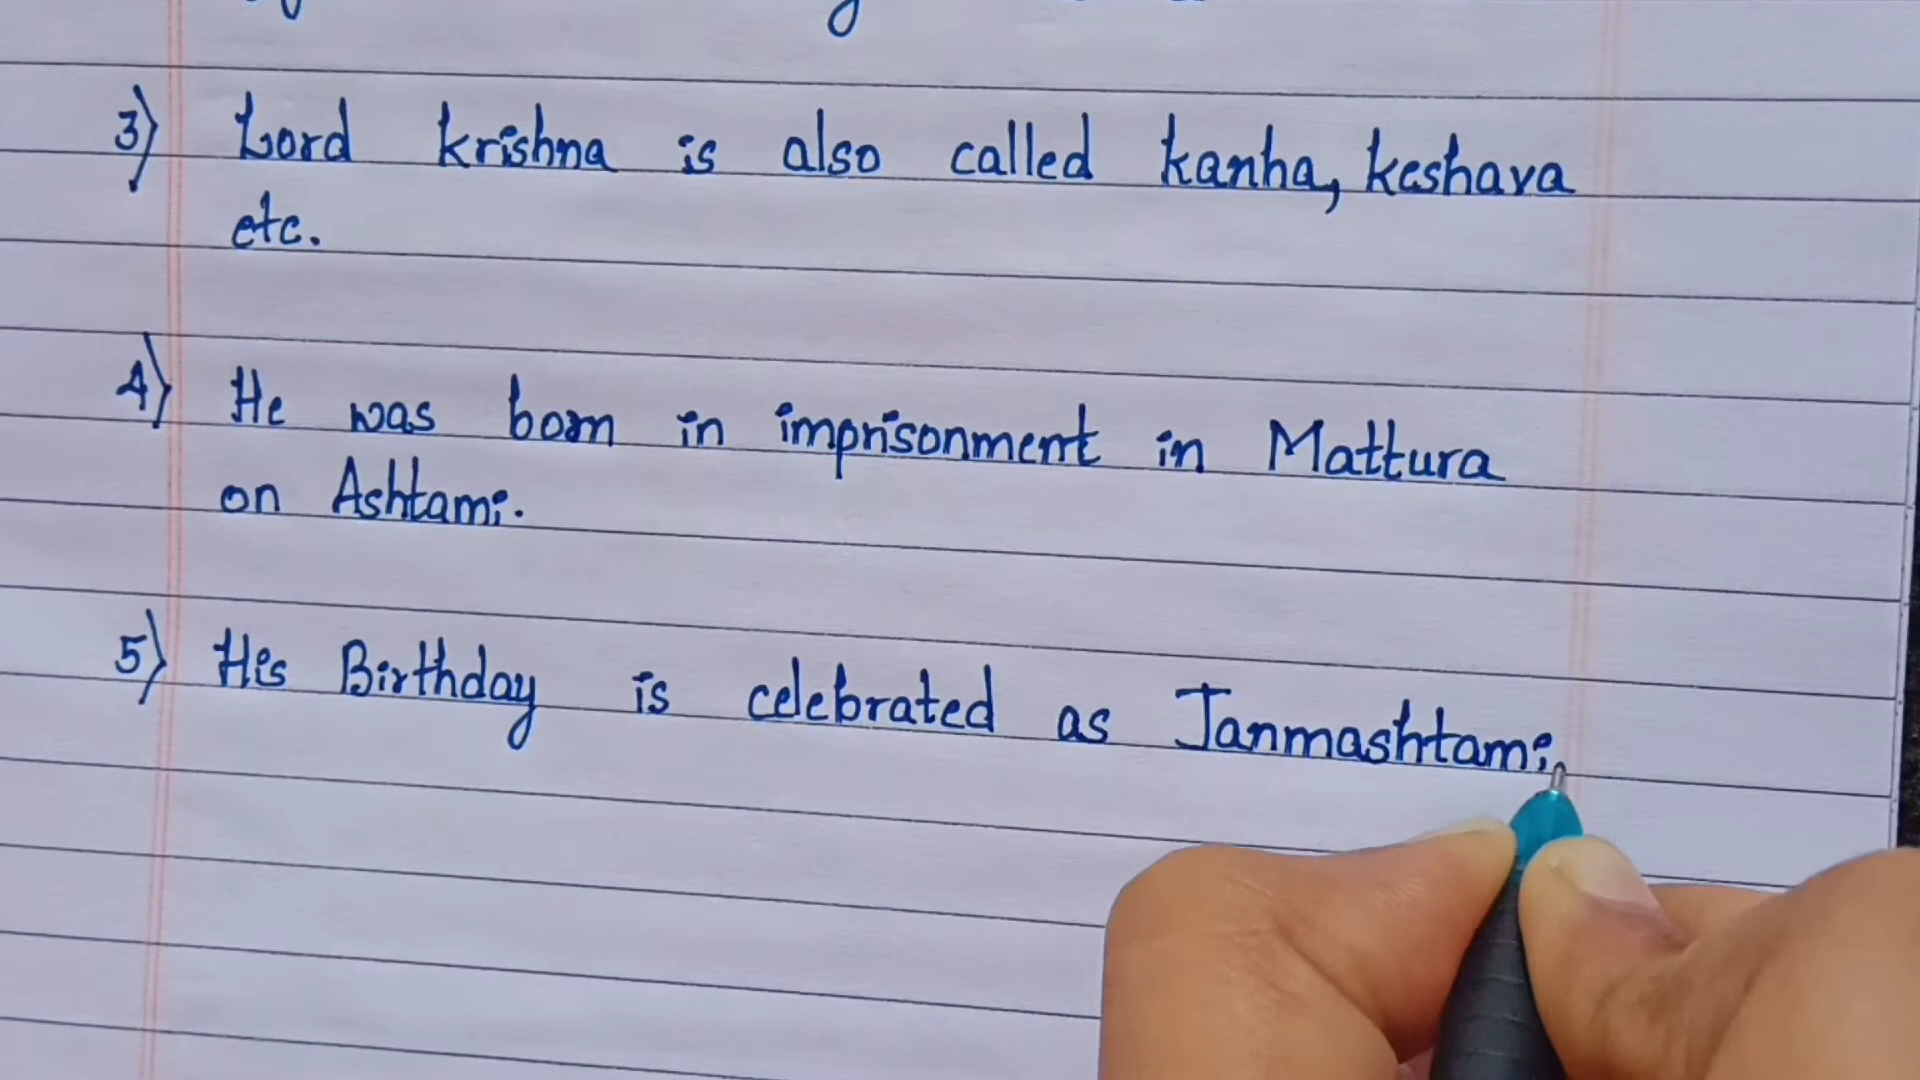 3) Lord krishna is also called kanha, keshava
etc.
4) He was born in imprisonment in Mattura
on Ashtami.
5) His Birthday is celebrated as Janmashtami.